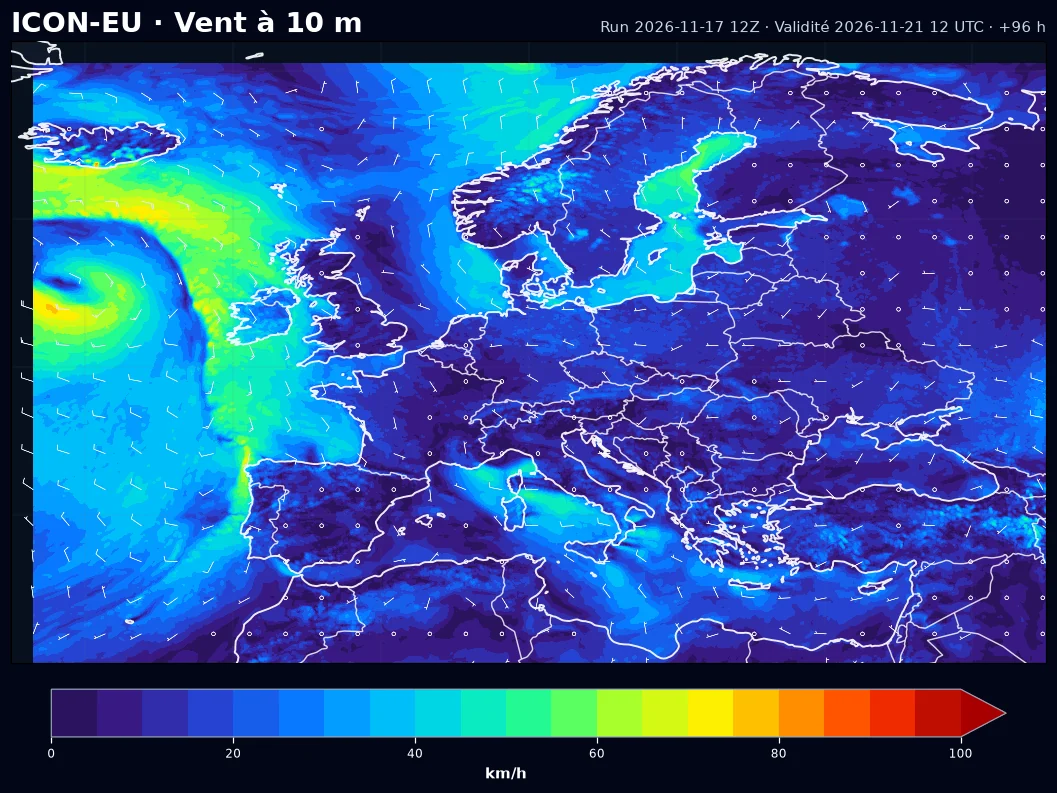 ICON-EU · Vent à 10 m
Run 2026-11-17 12Z · Validité 2026-11-21 12 UTC · +96 h
0 20 40 60 80 100
km/h